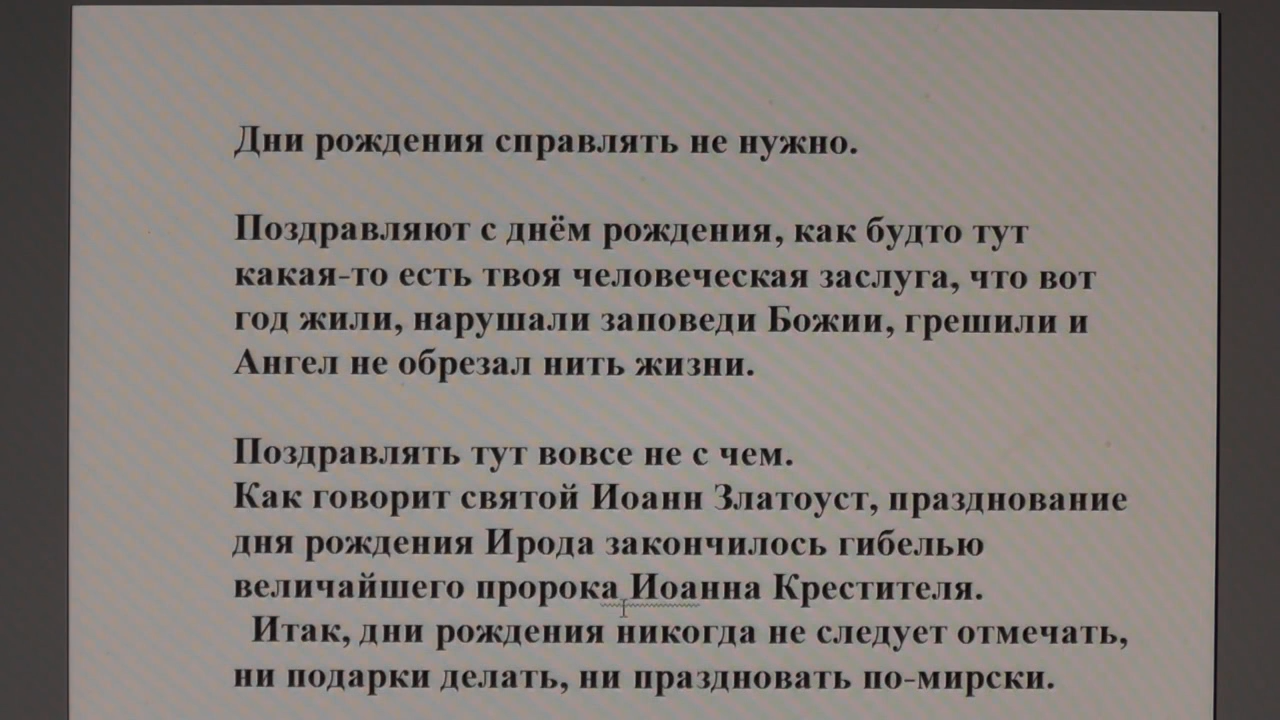 Дни рождения справлять не нужно.
Поздравляют с днём рождения, как будто тут
какая-то есть твоя человеческая заслуга, что вот
год жили, нарушали заповеди Божии, грешили и
Ангел не обрезал нить жизни.
Поздравлять тут вовсе не с чем.
Как говорит святой Иоанн Златоуст, празднование
дня рождения Ирода закончилось гибелью
величайшего пророка Иоанна Крестителя.
Итак, дни рождения никогда не следует отмечать,
ни подарки делать, ни праздновать по-мирски.